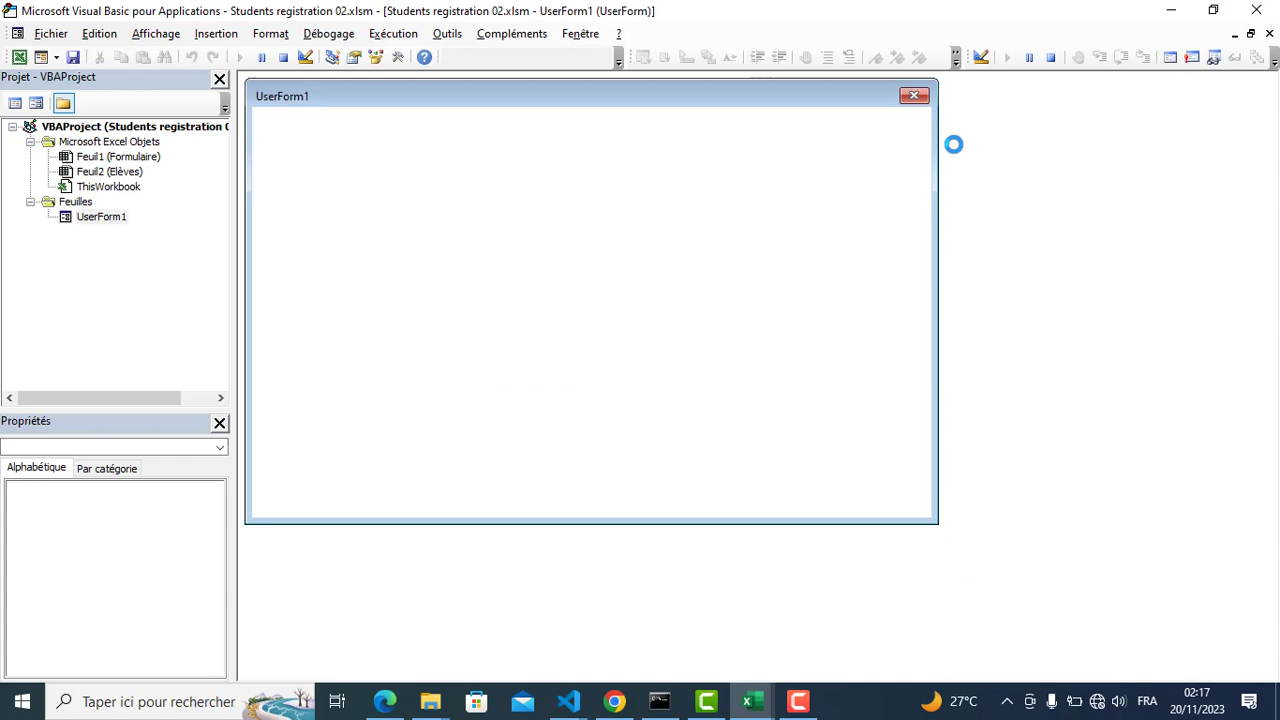 Microsoft Visual Basic pour Applications - Students registration 02.xlsm - [Students registration 02.xlsm - UserForm1 (UserForm)]
Fichier Edition Affichage Insertion Format Débogage Exécution Outils Compléments Fenêtre ?
Projet - VBAProject
UserForm1
VBAProject (Students registration 0
Microsoft Excel Objets
Feuil1 (Formulaire)
Feuil2 (Elèves)
ThisWorkbook
Feuilles
UserForm1
Propriétés
Alphabétique Par catégorie
Taper ici pour rechercher
27°C
FRA
02:17
20/11/2023